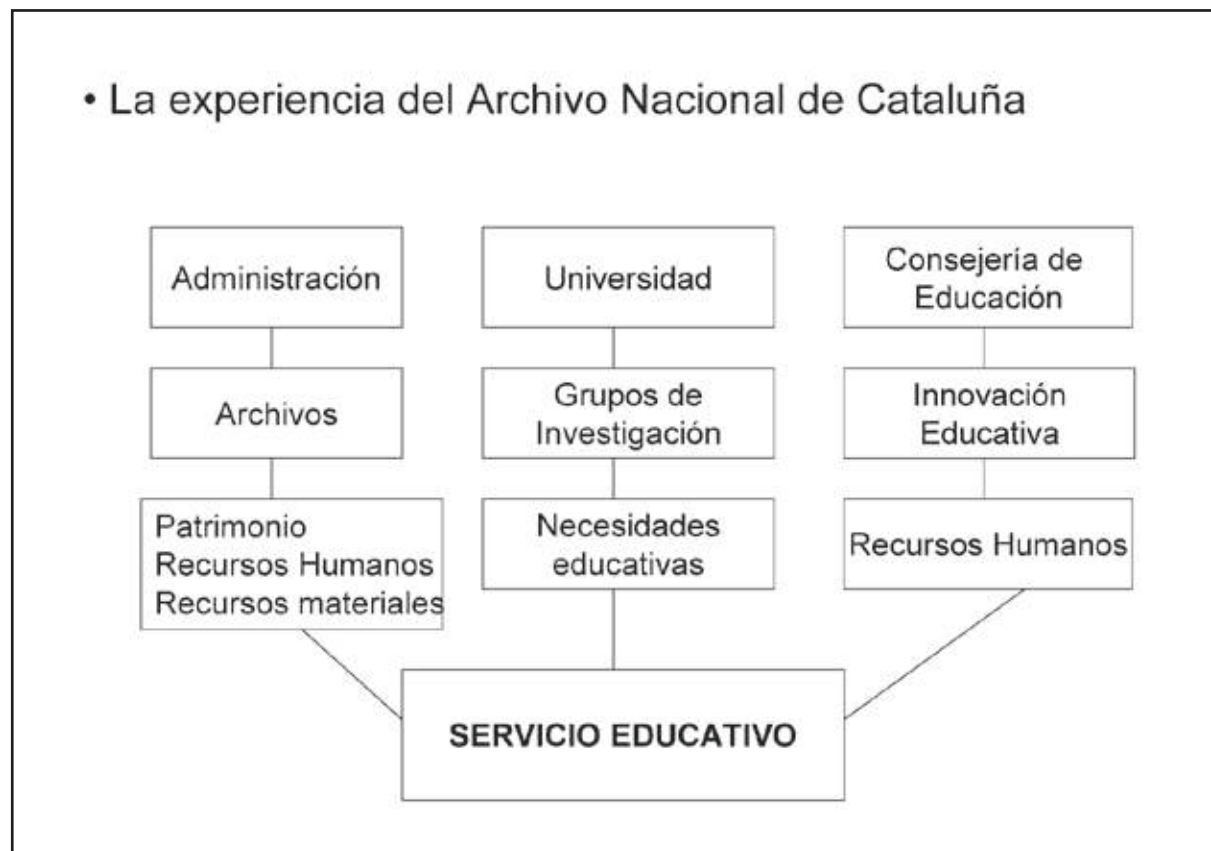 • La experiencia del Archivo Nacional de Cataluña
Administración
Universidad
Consejería de
Educación
Archivos
Grupos de
Investigación
Innovación
Educativa
Patrimonio
Recursos Humanos
Recursos materiales
Necesidades
educativas
Recursos Humanos
SERVICIO EDUCATIVO